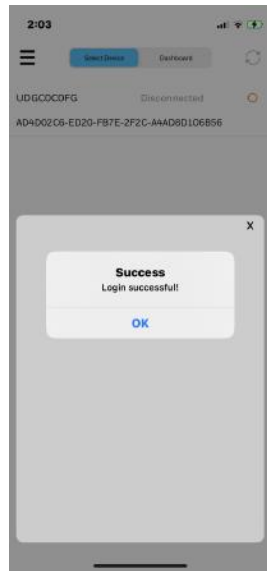 2:03
Select Device
Dashboard
UDGCOCOFG Disconnected
AD4D02C6-ED20-FB7E-2F2C-A4AD8D106B56
X
Success
Login successful!
OK